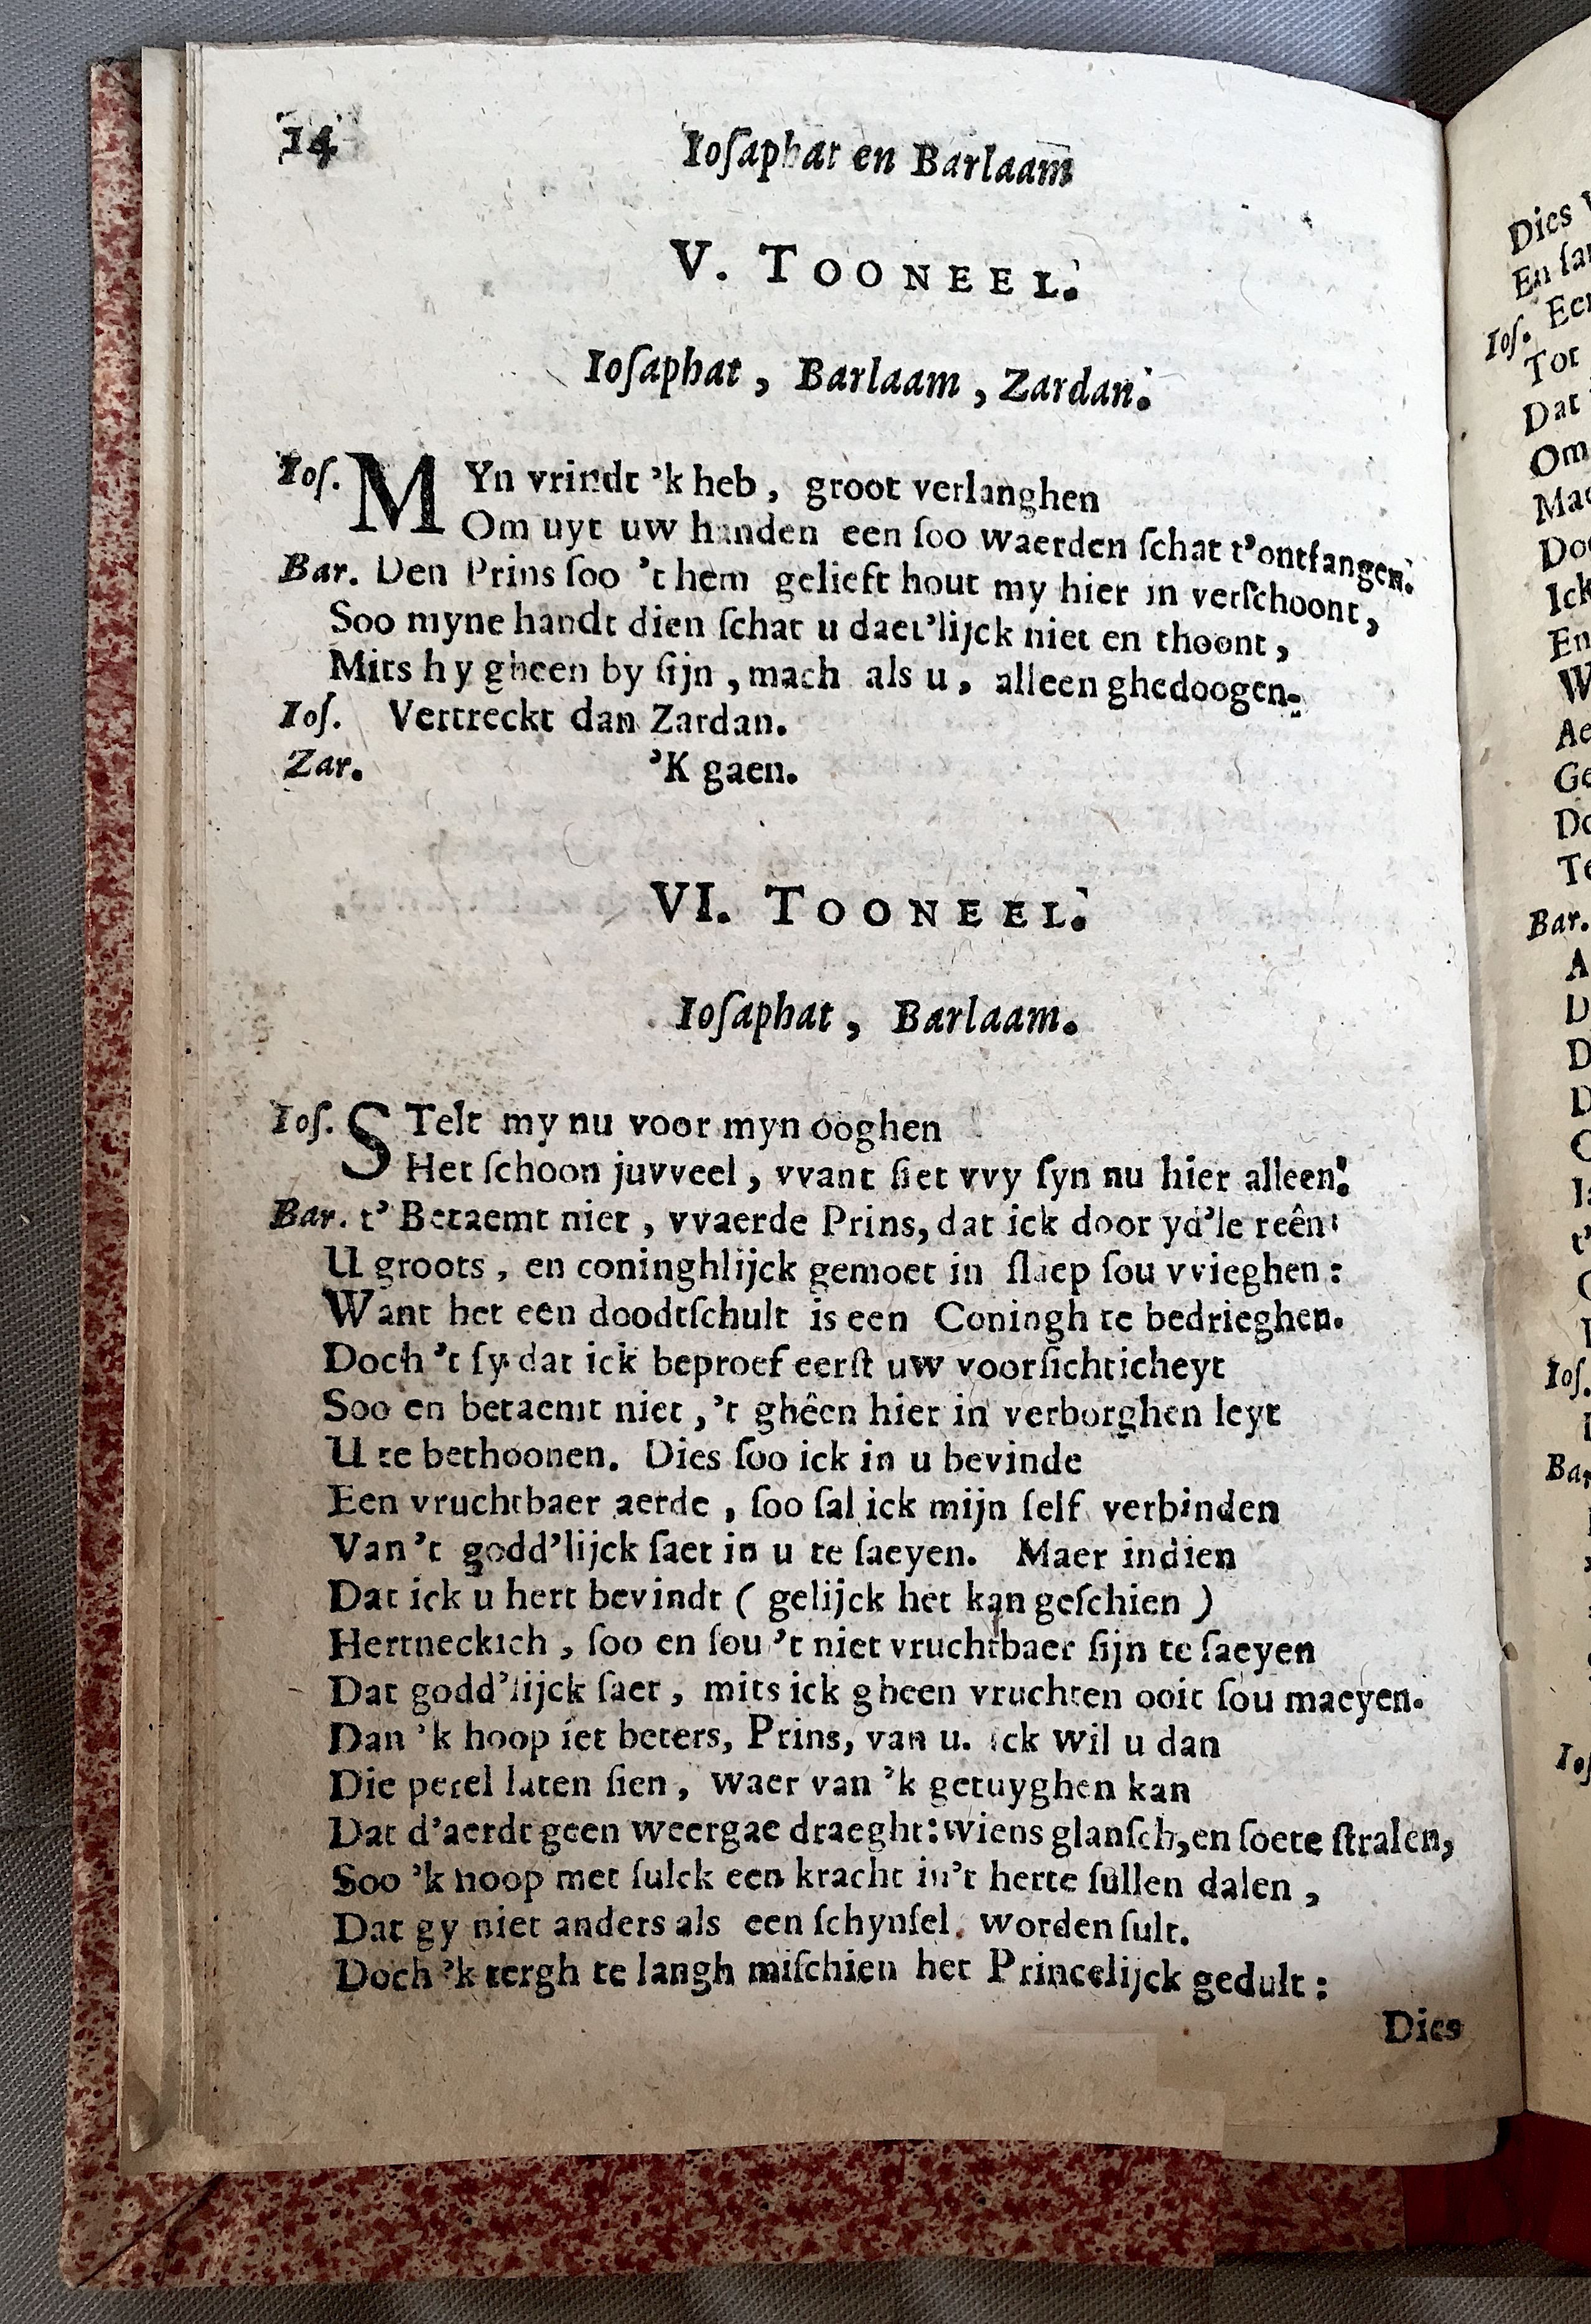 14
Ioſaphat en Barlaam
V. TOONEEL.
Ioſaphat, Barlaam, Zardan.
Ioſ. MYn vrindt ’k heb, groot verlanghen
Om uyt uw handen een ſoo waerden ſchat t’ontfangen.
Bar. Den Prins ſoo ’t hem gelieft hout my hier in verſchoont,
Soo myne handt dien ſchat u daet’lijck niet en thoont,
Mits hy gheen by ſijn, mach als u, alleen ghedoogen.
Ioſ. Vertreckt dan Zardan.
Zar. ’K gaen.
VI. TOONEEL.
Ioſaphat, Barlaam.
Ioſ. STelt my nu voor myn ooghen
Het ſchoon juvveel, vvant ſiet vvy ſyn nu hier alleen.
Bar. t’ Betaemt niet, vvaerde Prins, dat ick door yd’le reên
U groots, en coninghlijck gemoet in ſlaep ſou vvieghen:
Want het een doodtſchult is een Coningh te bedrieghen.
Doch ’t ſy dat ick beproef eerſt uw voorſichticheyt
Soo en betaemt niet, ’t ghêen hier in verborghen leyt
U te bethoonen. Dies ſoo ick in u bevinde
Een vruchtbaer aerde, ſoo ſal ick mijn ſelf verbinden
Van ’t godd’lijck ſaet in u te ſaeyen. Maer indien
Dat ick u hert bevindt ( gelijck het kan geſchien )
Hertneckich, ſoo en ſou ’t niet vruchtbaer ſijn te ſaeyen
Dat godd’lijck ſaet, mits ick gheen vruchten ooit ſou maeyen.
Dan ’k hoop iet beters, Prins, van u. ick wil u dan
Die perel laten ſien, waer van ’k getuyghen kan
Dat d’aerdt geen weergae draeght: wiens glanſch, en ſoete ſtralen,
Soo ’k hoop met ſulck een kracht in’t herte ſullen dalen,
Dat gy niet anders als een ſchynſel. worden ſult.
Doch ’k tergh te langh miſchien het Princelijck gedult:
Dies
Dies
En
Ioſ.
Tot
Dat
Om
Ick
En
Bar.
Ioſ.